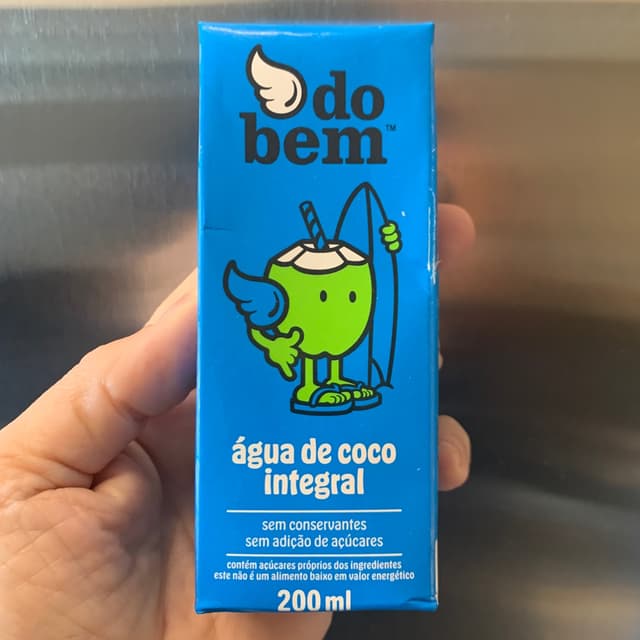 do
bem™
água de coco
integral
sem conservantes
sem adição de açúcares
contém açúcares próprios dos ingredientes
este não é um alimento baixo em valor energético
200 ml